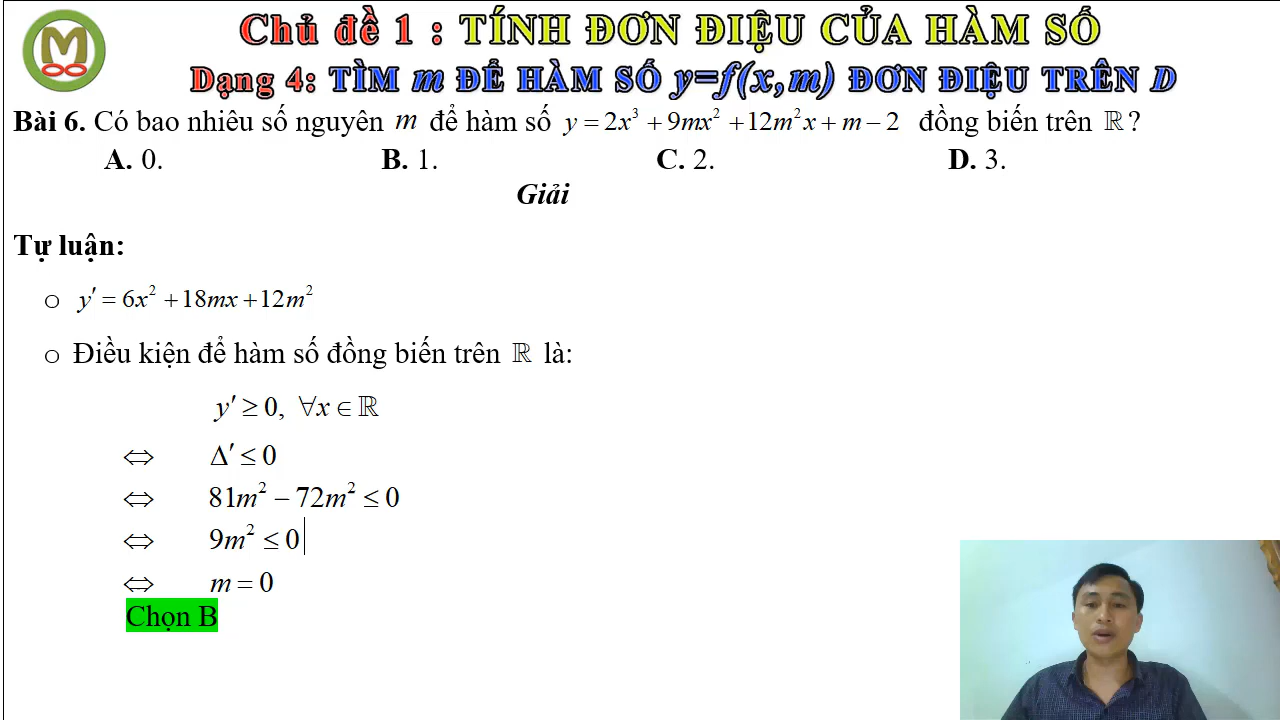 Chủ đề 1 : TÍNH ĐƠN ĐIỆU CỦA HÀM SỐ
Dạng 4: TÌM m ĐỂ HÀM SỐ y=f(x,m) ĐƠN ĐIỆU TRÊN D
Bài 6. Có bao nhiêu số nguyên m để hàm số y = 2x³ + 9mx² + 12m²x + m − 2 đồng biến trên ℝ?
A. 0. B. 1. C. 2. D. 3.
Giải
Tự luận:
o y′ = 6x² + 18mx + 12m²
o Điều kiện để hàm số đồng biến trên ℝ là:
y′ ≥ 0, ∀x ∈ ℝ
⇔ Δ′ ≤ 0
⇔ 81m² − 72m² ≤ 0
⇔ 9m² ≤ 0
⇔ m = 0
Chọn B